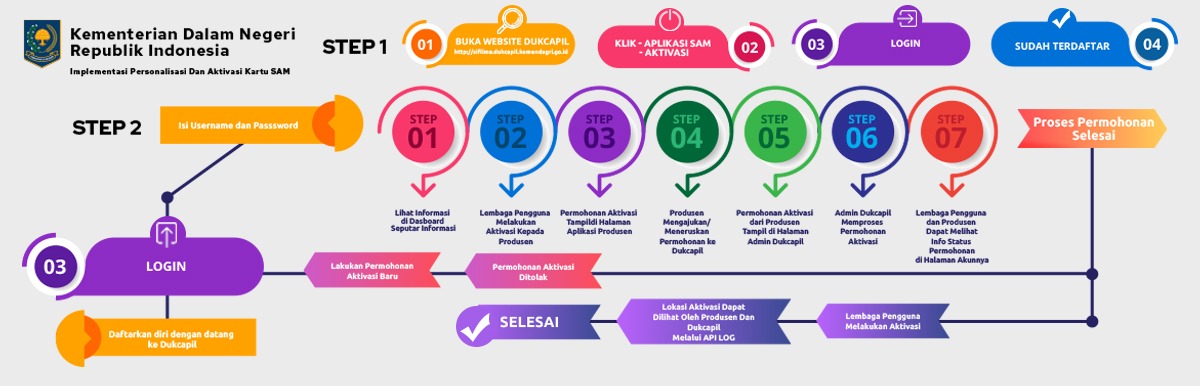 Kementerian Dalam Negeri
Republik Indonesia
Implementasi Personalisasi Dan Aktivasi Kartu SAM
STEP 1
01
BUKA WEBSITE DUKCAPIL
KLIK - APLIKASI SAM
- AKTIVASI
02
03
LOGIN
SUDAH TERDAFTAR
04
STEP 2
Isi Username dan Passsword
STEP
01
Lihat Informasi
di Dasboard
Seputar Informasi
STEP
02
Lembaga Pengguna
Melakukan
Aktivasi Kepada
Produsen
STEP
03
Permohonan Aktivasi
Tampildi Halaman
Aplikasi Produsen
STEP
04
Produsen
Mengajukan/
Meneruskan
Permohonan ke
Dukcapil
STEP
05
Permohonan Aktivasi
dari Produsen
Tampil di Halaman
Admin Dukcapil
STEP
06
Admin Dukcapil
Memproses
Permohonan
Aktivasi
STEP
07
Lembaga Pengguna
dan Produsen
Dapat Melihat
Info Status
Permohonan
di Halaman Akunnya
Proses Permohonan
Selesai
03
LOGIN
Lakukan Permohonan
Aktivasi Baru
Permohonan Aktivasi
Ditolak
Daftarkan diri dengan datang
ke Dukcapil
SELESAI
Lokasi Aktivasi Dapat
Dilihat Oleh Produsen Dan
Dukcapil
Melalui API LOG
Lembaga Pengguna
Melakukan Aktivasi